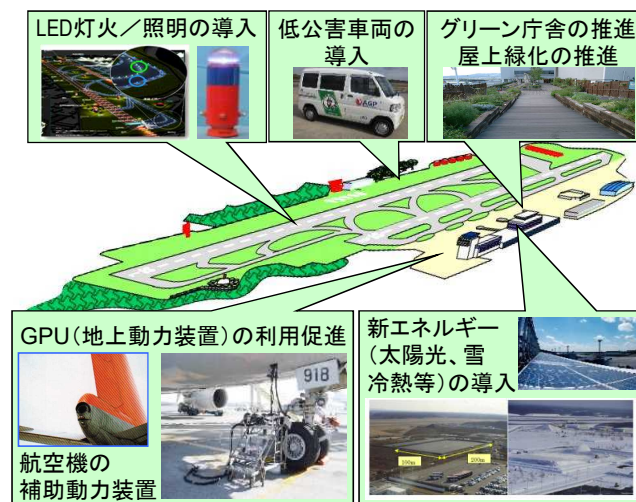 LED灯火／照明の導入
低公害車両の
導入
AGP
グリーン庁舎の推進
屋上緑化の推進
GPU（地上動力装置）の利用促進
918
航空機の
補助動力装置
新エネルギー
（太陽光、雪
冷熱等）の導入
100m
200m